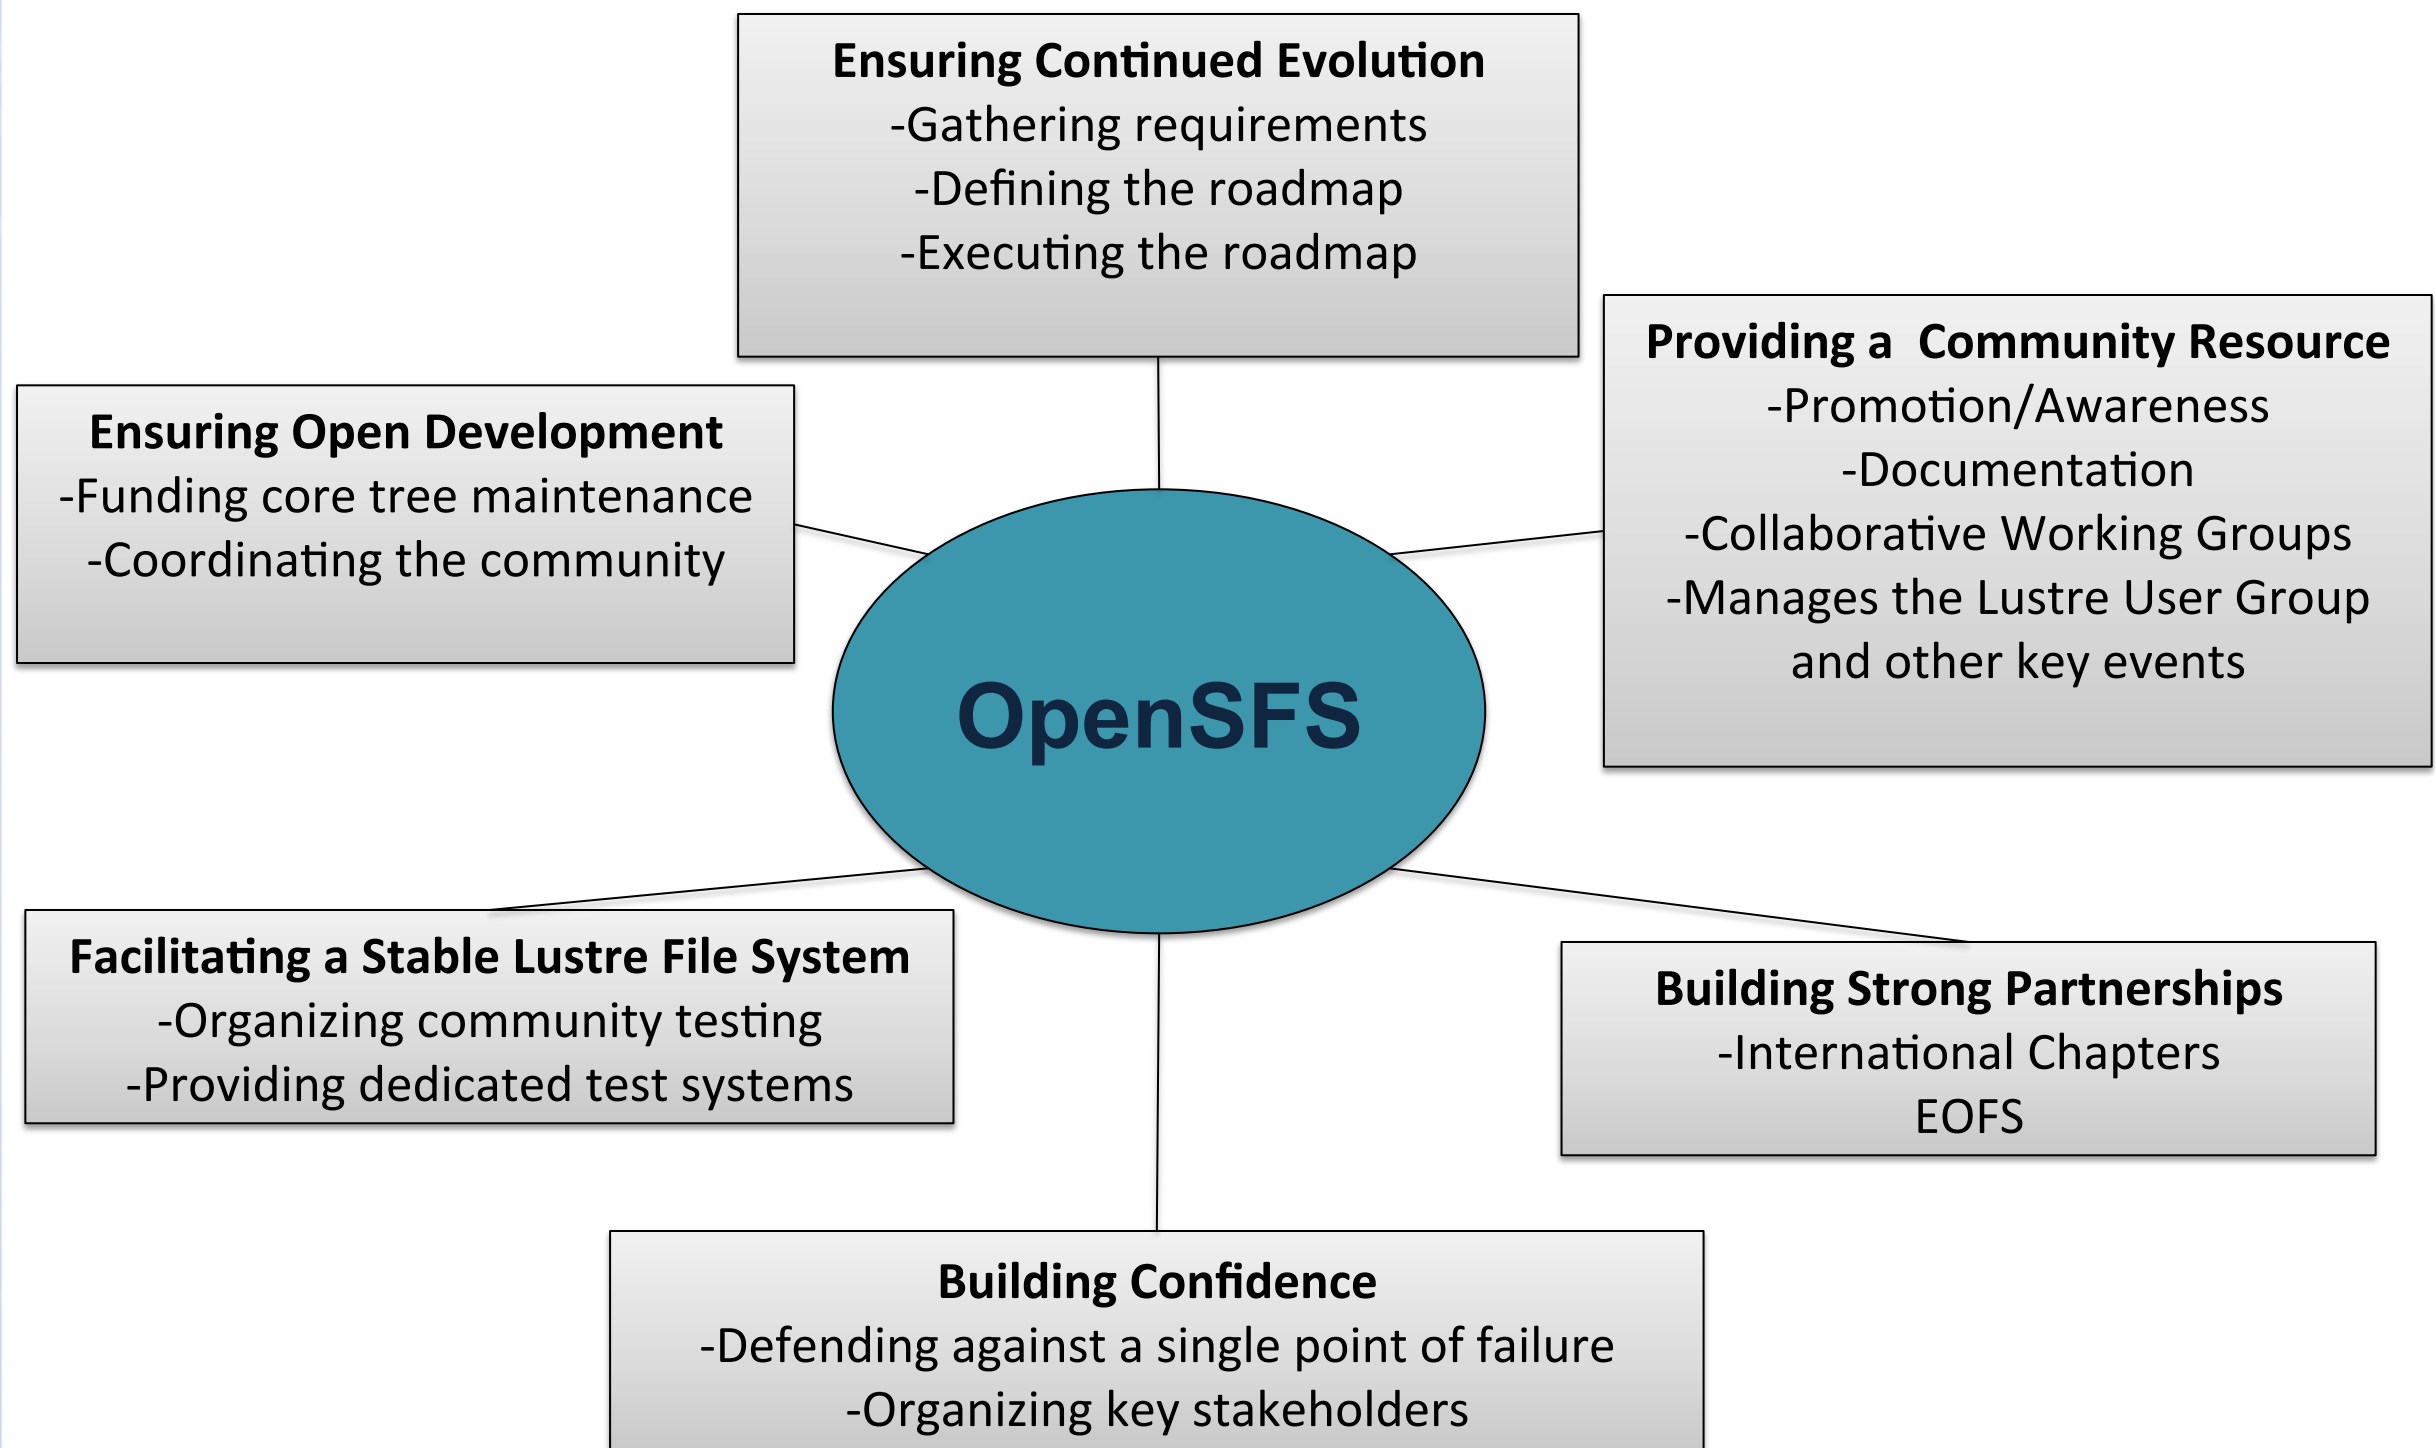 Ensuring Continued Evolution
-Gathering requirements
-Defining the roadmap
-Executing the roadmap
Providing a  Community Resource
-Promotion/Awareness
-Documentation
-Collaborative Working Groups
-Manages the Lustre User Group
and other key events
Ensuring Open Development
-Funding core tree maintenance
-Coordinating the community
OpenSFS
Facilitating a Stable Lustre File System
-Organizing community testing
-Providing dedicated test systems
Building Strong Partnerships
-International Chapters
EOFS
Building Confidence
-Defending against a single point of failure
-Organizing key stakeholders